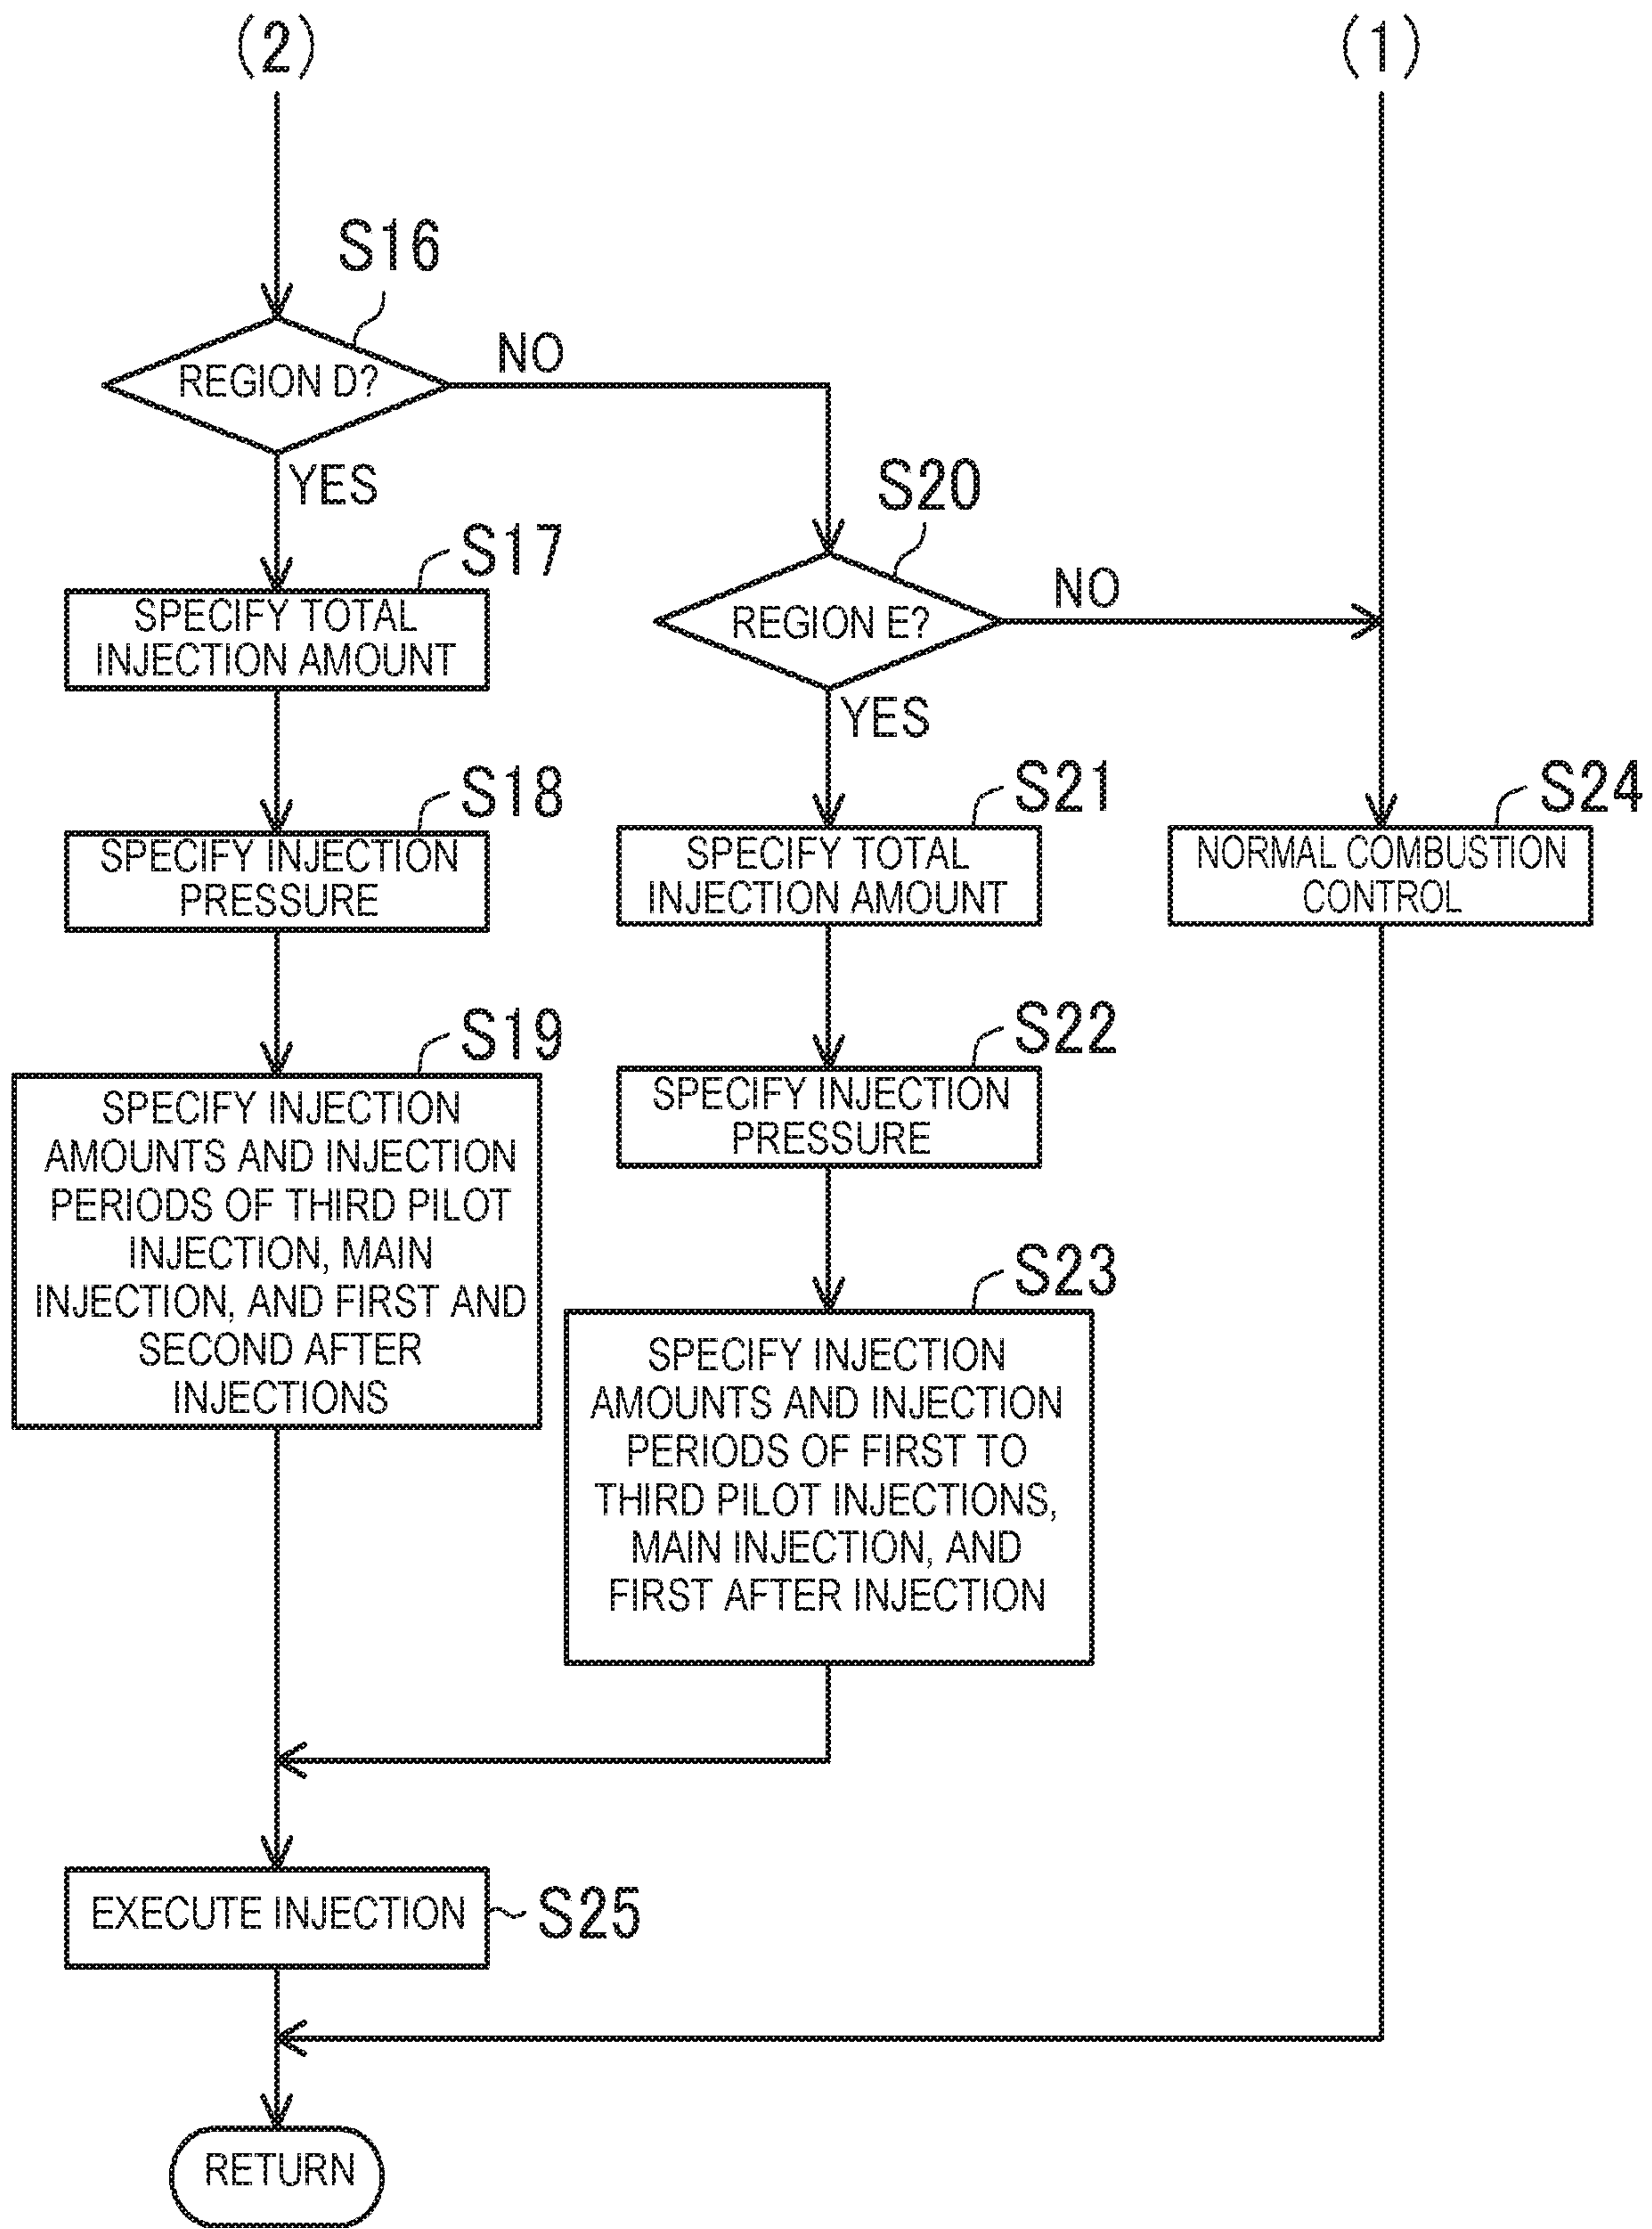 (2)
(1)
S16
REGION D?
NO
YES
S17
SPECIFY TOTAL
INJECTION AMOUNT
S18
SPECIFY INJECTION
PRESSURE
S19
SPECIFY INJECTION
AMOUNTS AND INJECTION
PERIODS OF THIRD PILOT
INJECTION, MAIN
INJECTION, AND FIRST AND
SECOND AFTER
INJECTIONS
S20
REGION E?
NO
YES
S21
SPECIFY TOTAL
INJECTION AMOUNT
S22
SPECIFY INJECTION
PRESSURE
S23
SPECIFY INJECTION
AMOUNTS AND INJECTION
PERIODS OF FIRST TO
THIRD PILOT INJECTIONS,
MAIN INJECTION, AND
FIRST AFTER INJECTION
S24
NORMAL COMBUSTION
CONTROL
EXECUTE INJECTION
S25
RETURN